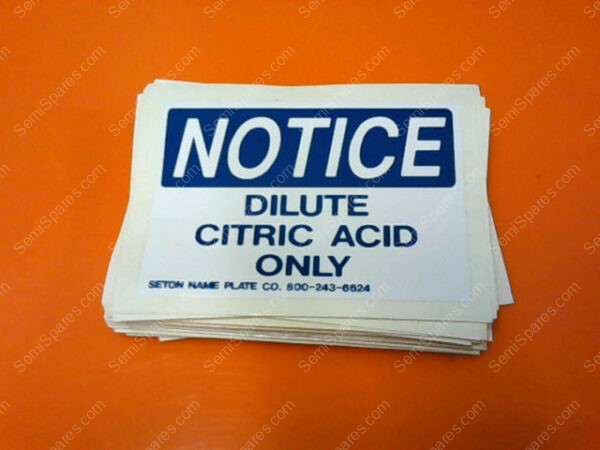 NOTICE
DILUTE
CITRIC ACID
ONLY
SETON NAME PLATE CO. 800-243-6624
SemiSpares.com